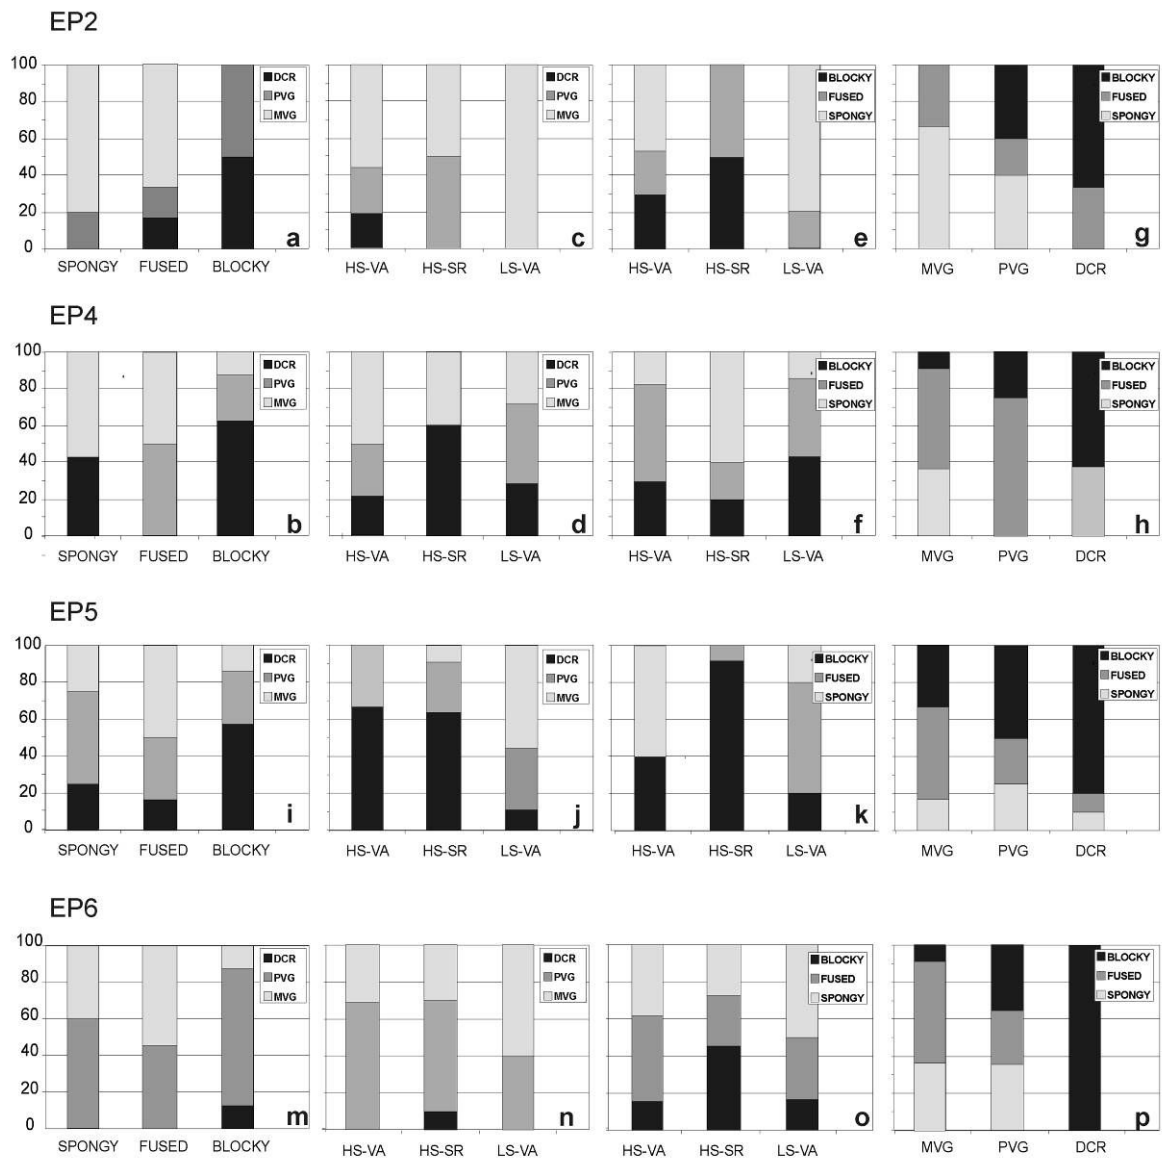 EP2
100
80
60
40
20
0
DCR
PVG
MVG
a
SPONGY FUSED BLOCKY
DCR
PVG
MVG
c
HS-VA HS-SR LS-VA
BLOCKY
FUSED
SPONGY
e
HS-VA HS-SR LS-VA
BLOCKY
FUSED
SPONGY
g
MVG PVG DCR
EP4
100
80
60
40
20
0
DCR
PVG
MVG
b
SPONGY FUSED BLOCKY
DCR
PVG
MVG
d
HS-VA HS-SR LS-VA
BLOCKY
FUSED
SPONGY
f
HS-VA HS-SR LS-VA
BLOCKY
FUSED
SPONGY
h
MVG PVG DCR
EP5
100
80
60
40
20
0
DCR
PVG
MVG
i
SPONGY FUSED BLOCKY
DCR
PVG
MVG
j
HS-VA HS-SR LS-VA
BLOCKY
FUSED
SPONGY
k
HS-VA HS-SR LS-VA
BLOCKY
FUSED
SPONGY
MVG PVG DCR
EP6
100
80
60
40
20
0
DCR
PVG
MVG
m
SPONGY FUSED BLOCKY
DCR
PVG
MVG
n
HS-VA HS-SR LS-VA
BLOCKY
FUSED
SPONGY
o
HS-VA HS-SR LS-VA
BLOCKY
FUSED
SPONGY
p
MVG PVG DCR